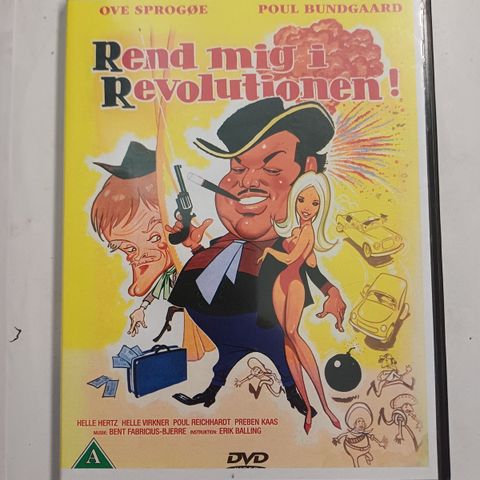 OVE SPROGØE POUL BUNDGAARD
Rend mig i
Revolutionen!
HELLE HERTZ HELLE VIRKNER POUL REICHHARDT PREBEN KAAS
MUSIK: BENT FABRICIUS-BJERRE INSTRUKTION: ERIK BALLING
A
DVD
VIDEO